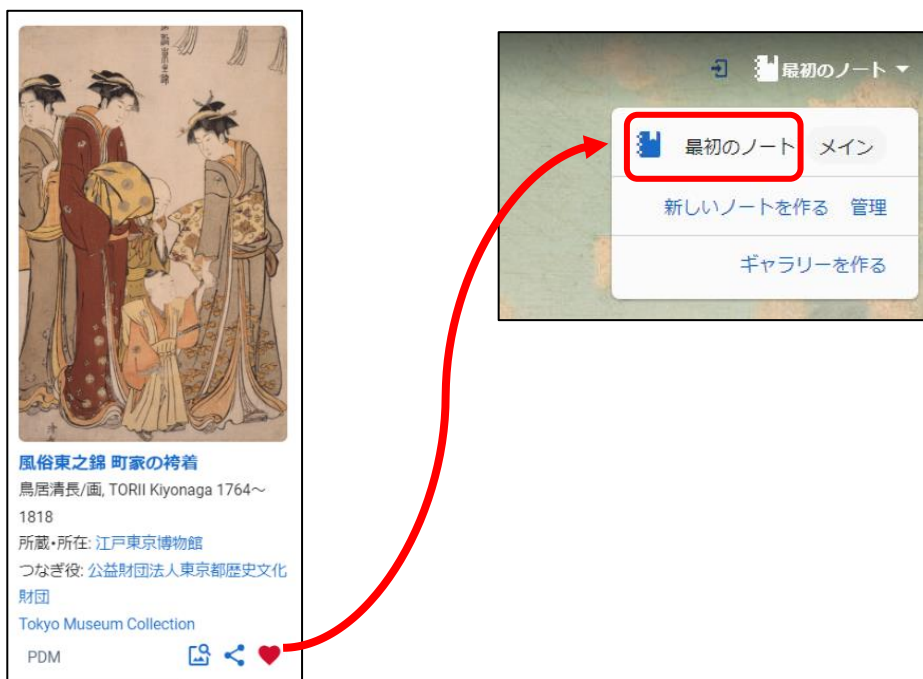 風俗東之錦 町家の袴着
鳥居清長/画, TORII Kiyonaga 1764～
1818
所蔵・所在: 江戸東京博物館
つなぎ役: 公益財団法人東京都歴史文化
財団
Tokyo Museum Collection
PDM
最初のノート
最初のノート メイン
新しいノートを作る 管理
ギャラリーを作る